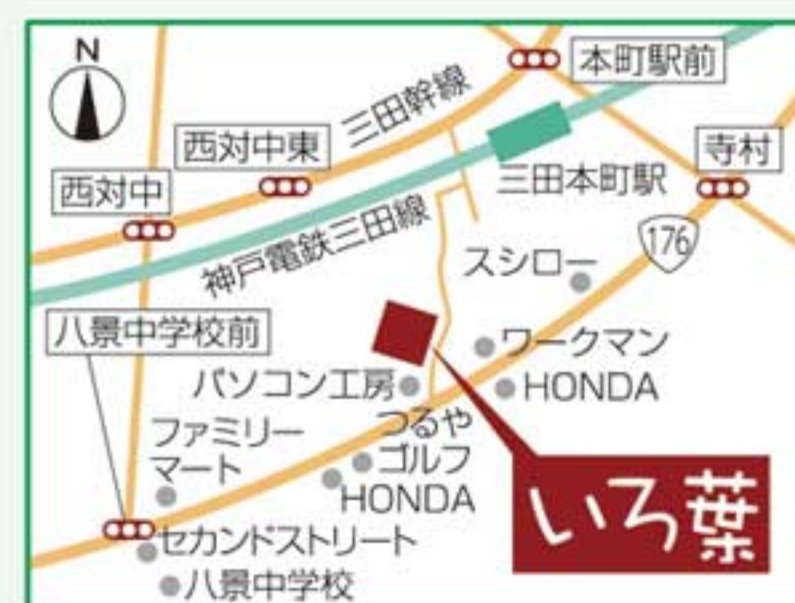 N
本町駅前
三田幹線
西対中東
寺村
西対中
三田本町駅
神戸電鉄三田線
176
スシロー
八景中学校前
ワークマン
パソコン工房
HONDA
つるや
ゴルフ
ファミリー
マート
HONDA
いろ葉
セカンドストリート
八景中学校